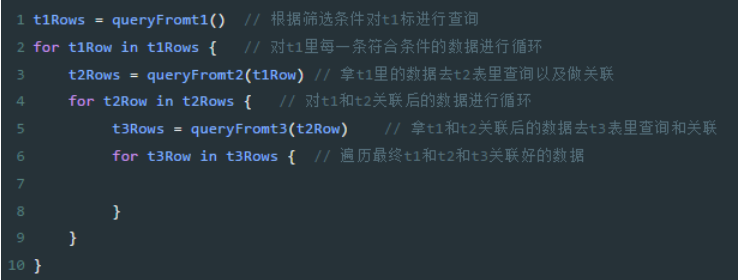 1 t1Rows = queryFromt1()  // 根据筛选条件对t1标进行查询
2 for t1Row in t1Rows {   // 对t1里每一条符合条件的数据进行循环
3     t2Rows = queryFromt2(t1Row) // 拿t1里的数据去t2表里查询以及做关联
4     for t2Row in t2Rows {   // 对t1和t2关联后的数据进行循环
5          t3Rows = queryFromt3(t2Row)    // 拿t1和t2关联后的数据去t3表里查询和关联
6          for t3Row in t3Rows {  // 遍历最终t1和t2和t3关联好的数据
7
8          }
9     }
10 }